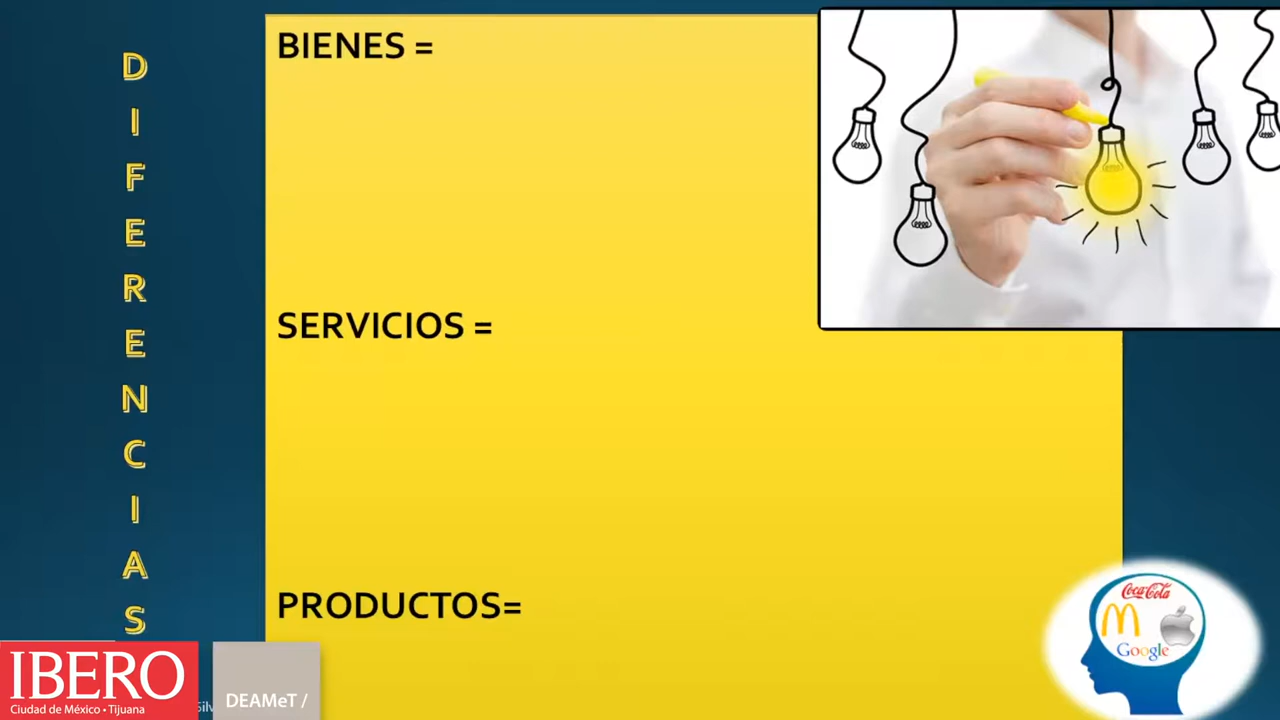 DIFERENCIAS
BIENES =
SERVICIOS =
PRODUCTOS=
Coca-Cola
Google
IBERO
Ciudad de México • Tijuana
DEAMeT /